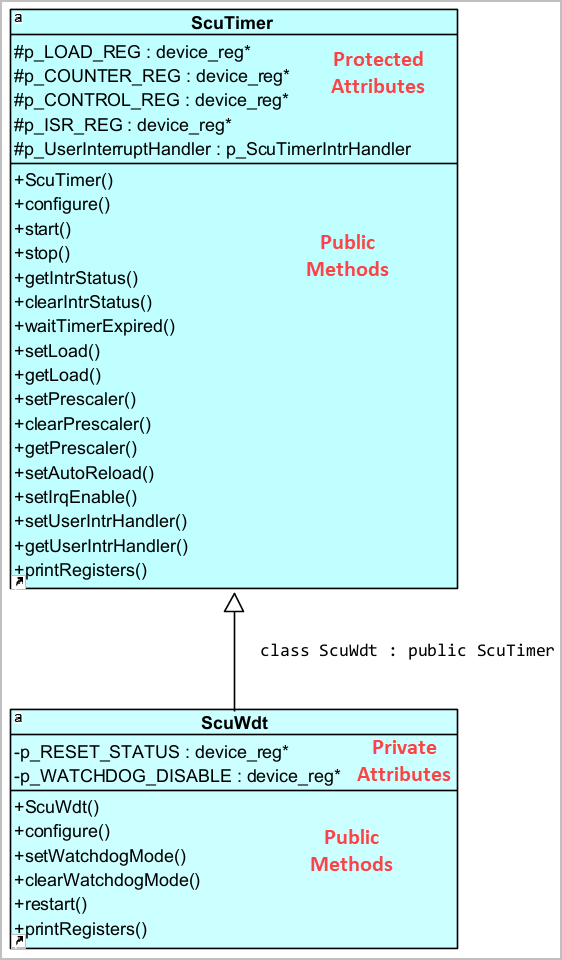 a
ScuTimer
#p_LOAD_REG : device_reg*
#p_COUNTER_REG : device_reg*
#p_CONTROL_REG : device_reg*
#p_ISR_REG : device_reg*
#p_UserInterruptHandler : p_ScuTimerIntrHandler
Protected
Attributes
+ScuTimer()
+configure()
+start()
+stop()
+getIntrStatus()
+clearIntrStatus()
+waitTimerExpired()
+setLoad()
+getLoad()
+setPrescaler()
+clearPrescaler()
+getPrescaler()
+setAutoReload()
+setIrqEnable()
+setUserIntrHandler()
+getUserIntrHandler()
+printRegisters()
Public
Methods
class ScuWdt : public ScuTimer
a
ScuWdt
-p_RESET_STATUS : device_reg*
-p_WATCHDOG_DISABLE : device_reg*
Private
Attributes
+ScuWdt()
+configure()
+setWatchdogMode()
+clearWatchdogMode()
+restart()
+printRegisters()
Public
Methods